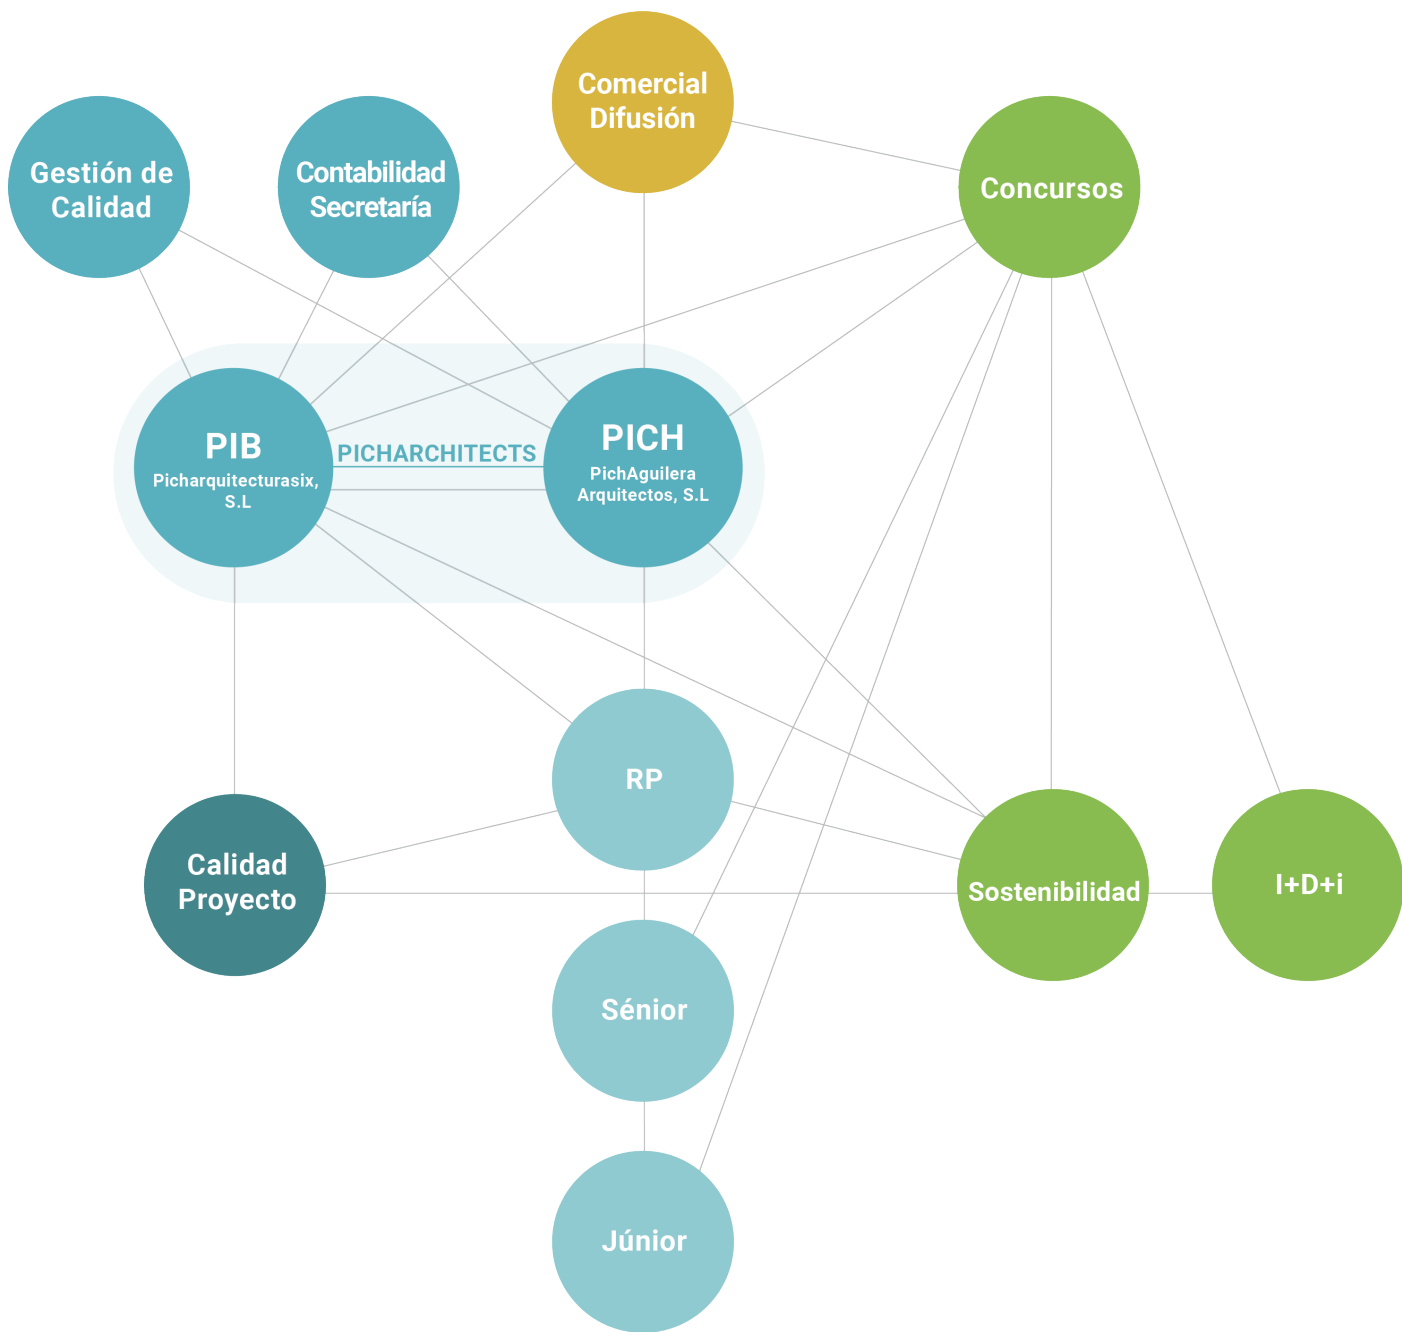 Comercial
Difusión
Gestión de
Calidad
Contabilidad
Secretaría
Concursos
PIB
Picharquitecturasix,
S.L
PICHARCHITECTS
PICH
PichAguilera
Arquitectos, S.L
RP
Calidad
Proyecto
Sostenibilidad
I+D+i
Sénior
Júnior